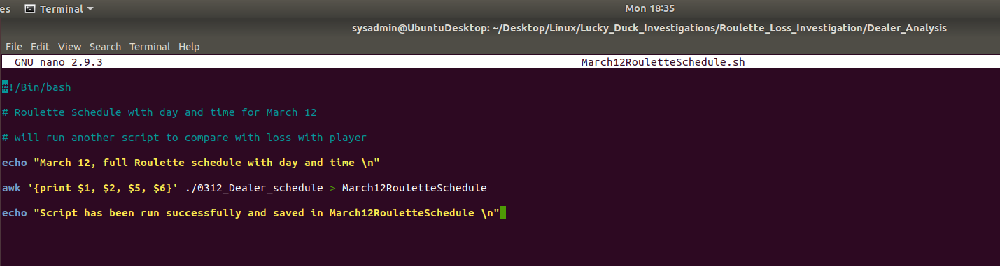 es Terminal Mon 18:35
sysadmin@UbuntuDesktop: ~/Desktop/Linux/Lucky_Duck_Investigations/Roulette_Loss_Investigation/Dealer_Analysis
File Edit View Search Terminal Help
GNU nano 2.9.3 March12RouletteSchedule.sh
#!/Bin/bash
# Roulette Schedule with day and time for March 12
# will run another script to compare with loss with player
echo "March 12, full Roulette schedule with day and time \n"
awk '{print $1, $2, $5, $6}' ./0312_Dealer_schedule > March12RouletteSchedule
echo "Script has been run successfully and saved in March12RouletteSchedule \n"